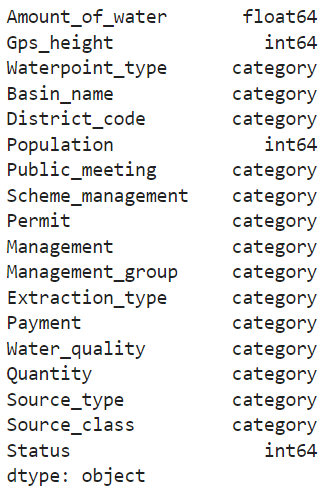 Amount_of_water float64
Gps_height int64
Waterpoint_type category
Basin_name category
District_code category
Population int64
Public_meeting category
Scheme_management category
Permit category
Management category
Management_group category
Extraction_type category
Payment category
Water_quality category
Quantity category
Source_type category
Source_class category
Status int64
dtype: object